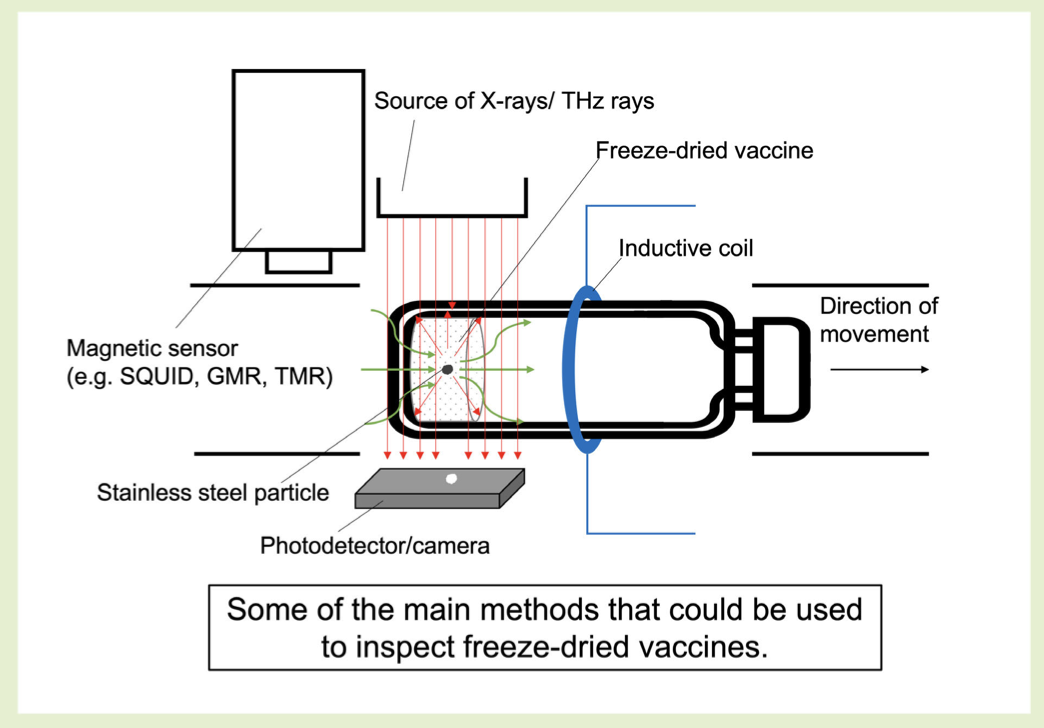 Source of X-rays/ THz rays
Freeze-dried vaccine
Inductive coil
Direction of
movement
Magnetic sensor
(e.g. SQUID, GMR, TMR)
Stainless steel particle
Photodetector/camera
Some of the main methods that could be used
to inspect freeze-dried vaccines.